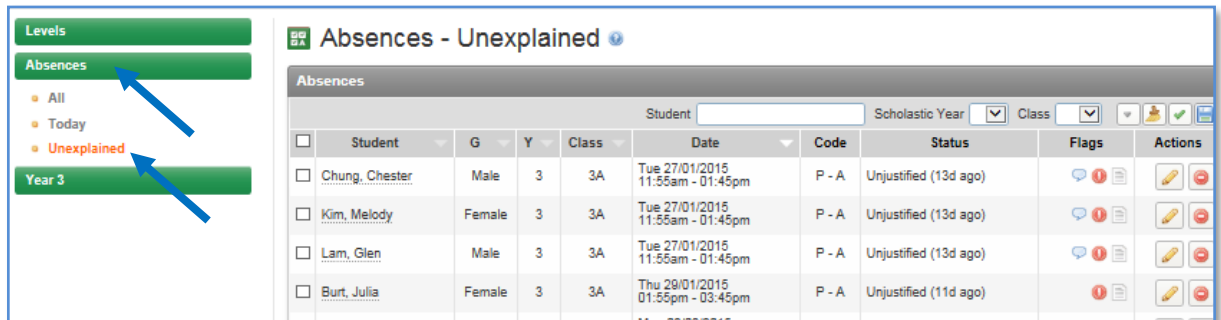 Levels
Absences
All
Today
Unexplained
Year 3
Absences - Unexplained
Absences
Student Scholastic Year Class
Student G Y Class Date Code Status Flags Actions
Chung, Chester Male 3 3A Tue 27/01/2015 P - A Unjustified (13d ago)
11:55am - 01:45pm
Kim, Melody Female 3 3A Tue 27/01/2015 P - A Unjustified (13d ago)
11:55am - 01:45pm
Lam, Glen Male 3 3A Tue 27/01/2015 P - A Unjustified (13d ago)
11:55am - 01:45pm
Burt, Julia Female 3 3A Thu 29/01/2015 P - A Unjustified (11d ago)
01:55pm - 03:45pm